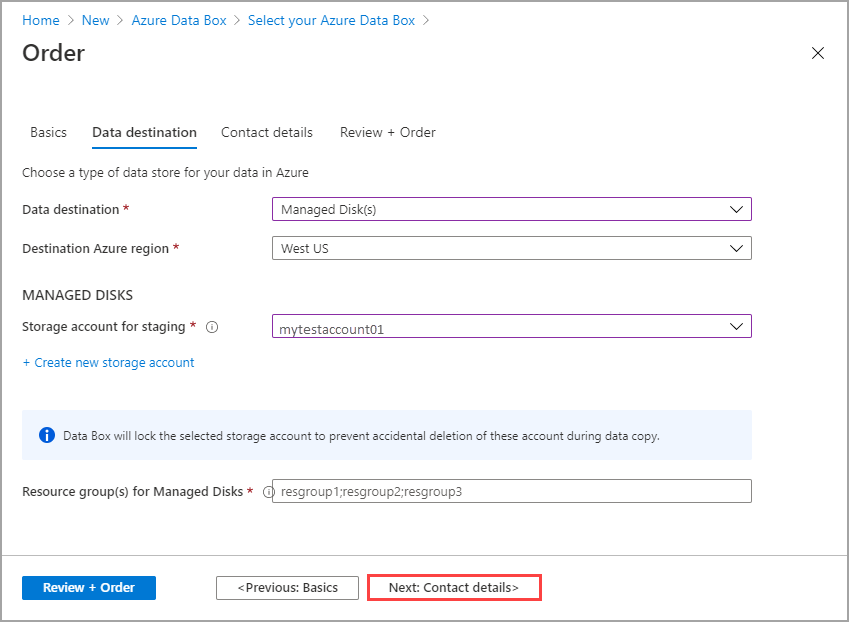 Home > New > Azure Data Box > Select your Azure Data Box >
Order
Basics Data destination Contact details Review + Order
Choose a type of data store for your data in Azure
Data destination * Managed Disk(s)
Destination Azure region * West US
MANAGED DISKS
Storage account for staging * mytestaccount01
+ Create new storage account
Data Box will lock the selected storage account to prevent accidental deletion of these account during data copy.
Resource group(s) for Managed Disks * resgroup1;resgroup2;resgroup3
Review + Order <Previous: Basics Next: Contact details>